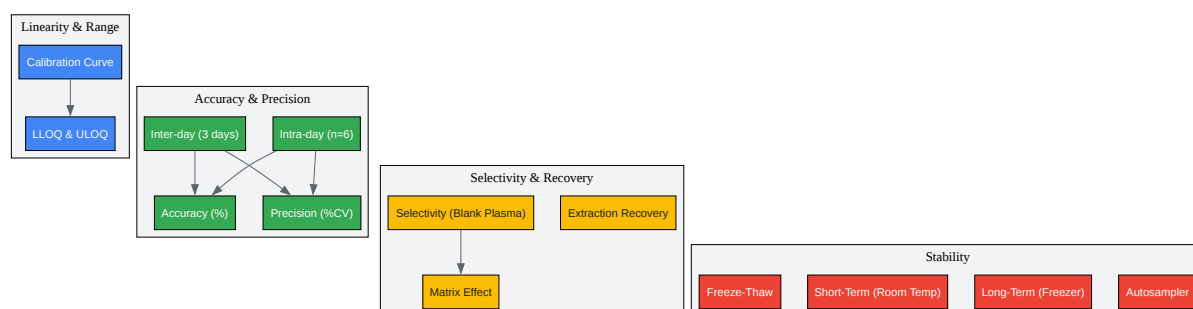 Linearity & Range
Calibration Curve
LLOQ & ULOQ
Accuracy & Precision
Inter-day (3 days)
Intra-day (n=6)
Accuracy (%)
Precision (%CV)
Selectivity & Recovery
Selectivity (Blank Plasma)
Extraction Recovery
Matrix Effect
Stability
Freeze-Thaw
Short-Term (Room Temp)
Long-Term (Freezer)
Autosampler